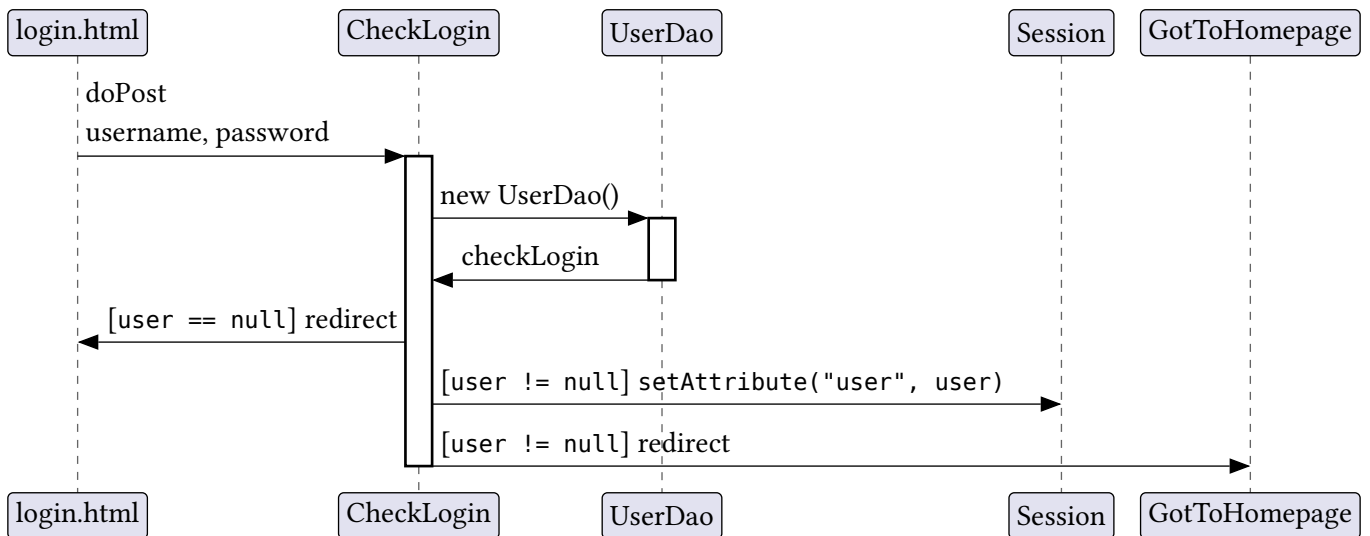 login.html
CheckLogin
UserDao
Session
GotToHomepage
doPost
username, password
new UserDao()
checkLogin
[user == null] redirect
[user != null] setAttribute("user", user)
[user != null] redirect
login.html
CheckLogin
UserDao
Session
GotToHomepage